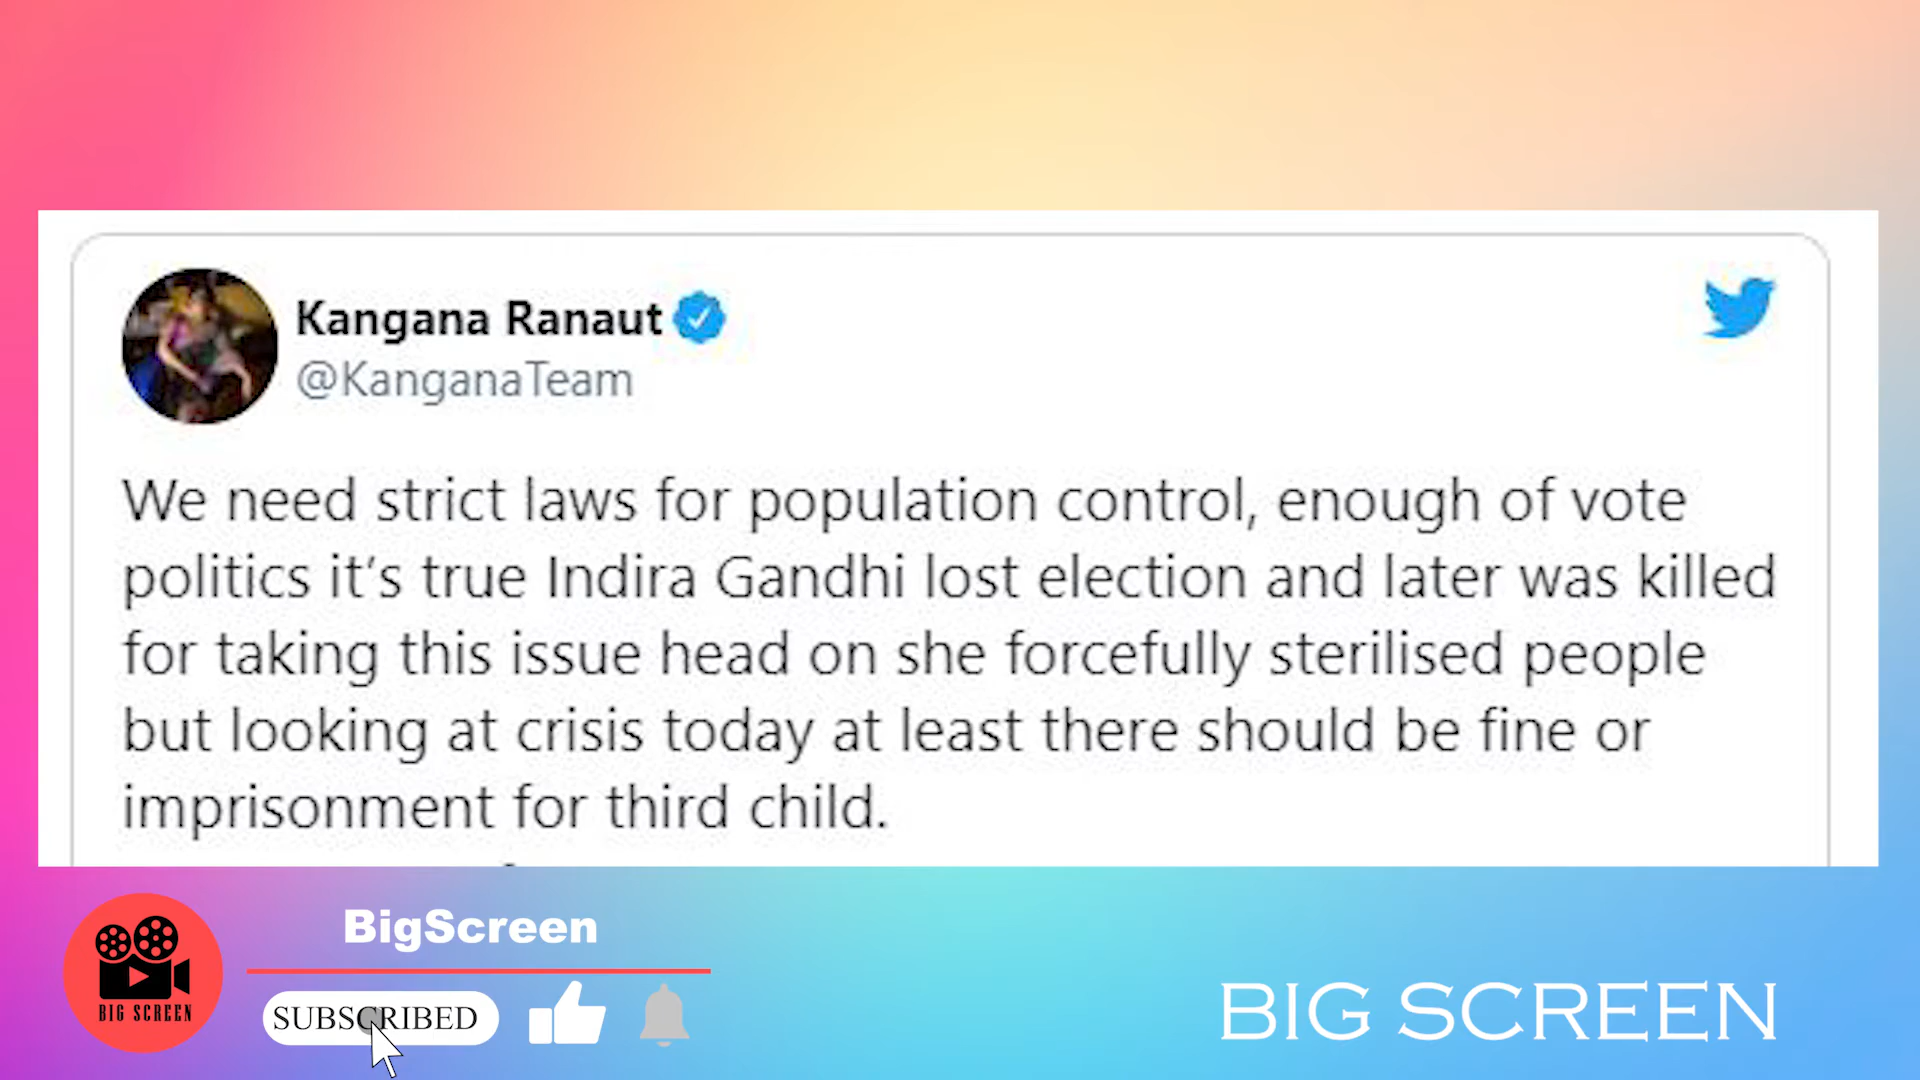 Kangana Ranaut
@KanganaTeam
We need strict laws for population control, enough of vote
politics it's true Indira Gandhi lost election and later was killed
for taking this issue head on she forcefully sterilised people
but looking at crisis today at least there should be fine or
imprisonment for third child.
BigScreen
BIG SCREEN
SUBSCRIBED
BIG SCREEN